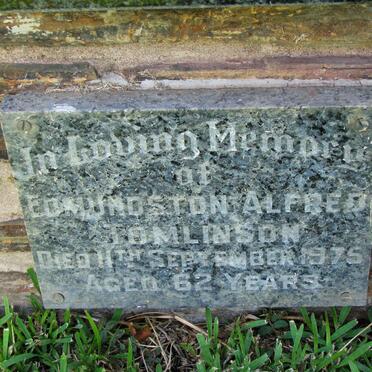 In Loving Memory
of
EDMUNDSTON ALFRED
TOMLINSON
DIED 11TH SEPTEMBER 1975
AGED 62 YEARS